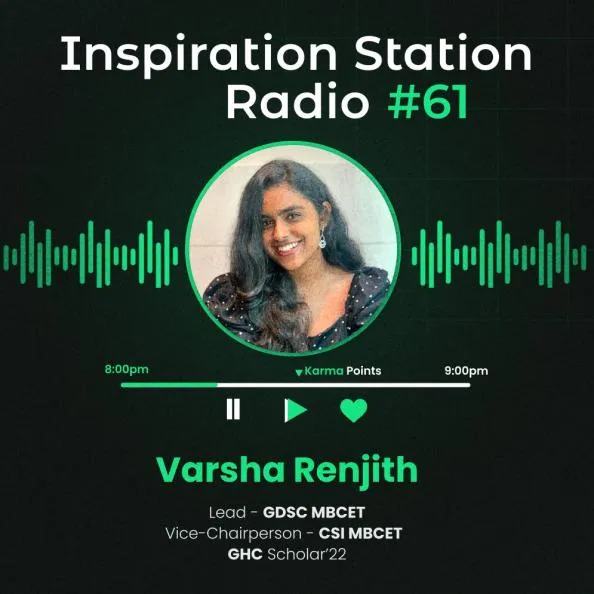 Inspiration Station
Radio #61
8:00pm
Karma Points
9:00pm
Varsha Renjith
Lead - GDSC MBCET
Vice-Chairperson - CSI MBCET
GHC Scholar'22